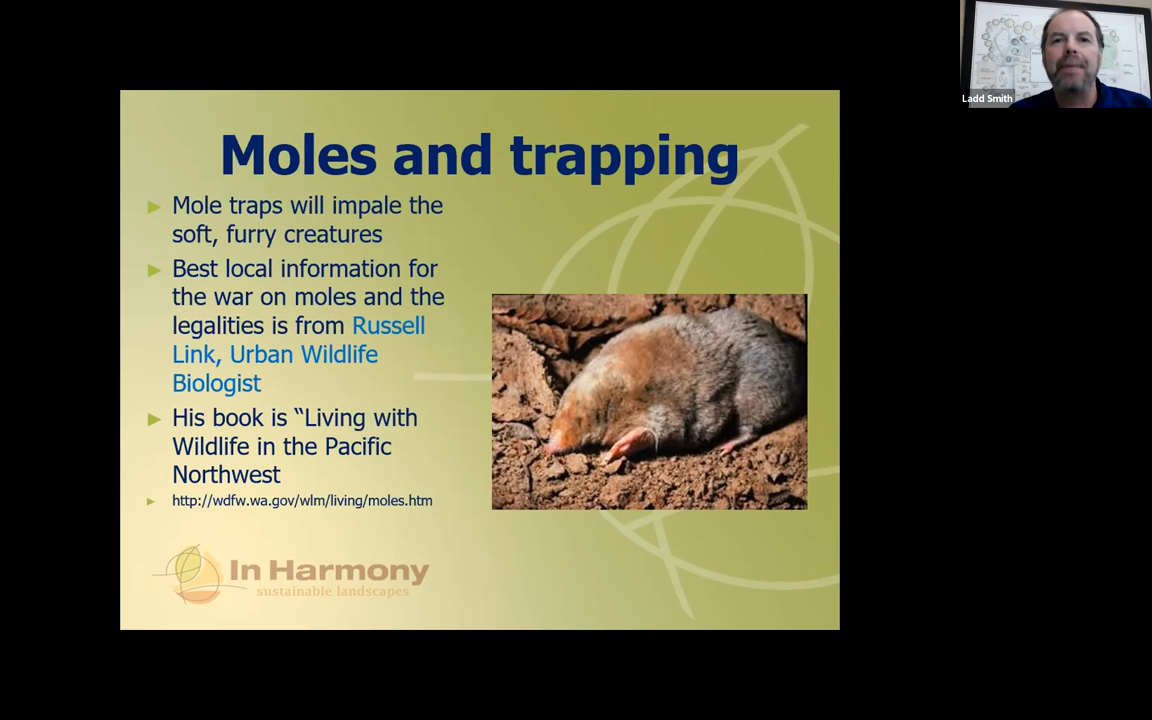 Ladd Smith
Moles and trapping
Mole traps will impale the
soft, furry creatures
Best local information for
the war on moles and the
legalities is from Russell
Link, Urban Wildlife
Biologist
His book is “Living with
Wildlife in the Pacific
Northwest
http://wdfw.wa.gov/wlm/living/moles.htm
In Harmony
sustainable landscapes